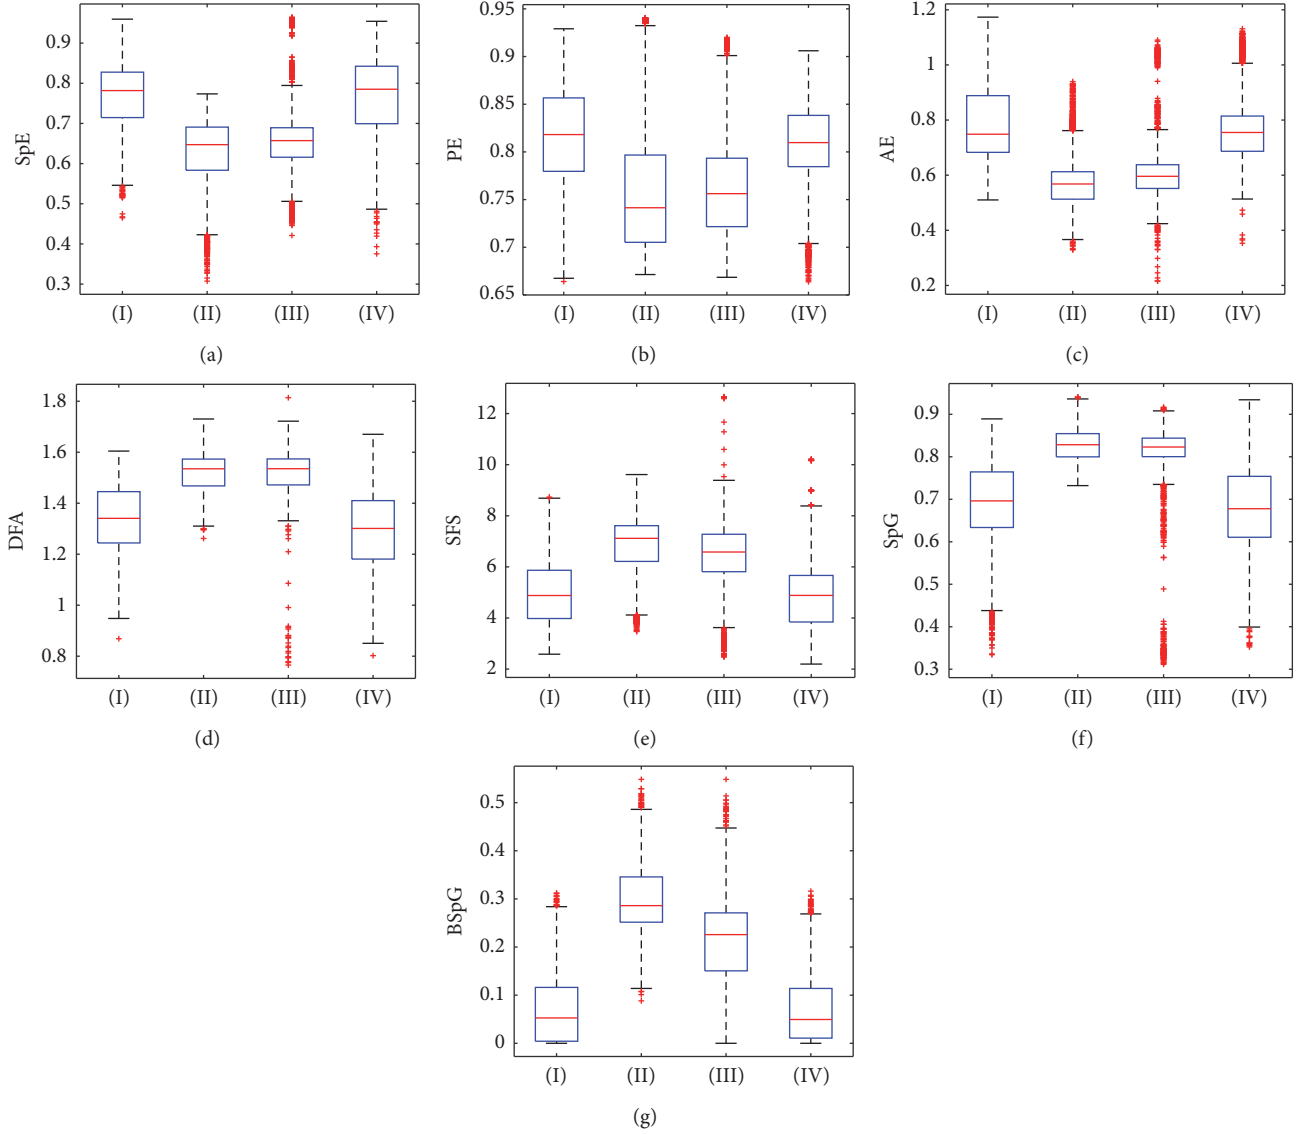 SpE
0.9
0.8
0.7
0.6
0.5
0.4
0.3
(I) (II) (III) (IV)
(a)
PE
0.95
0.9
0.85
0.8
0.75
0.7
0.65
(I) (II) (III) (IV)
(b)
AE
1.2
1
0.8
0.6
0.4
0.2
(I) (II) (III) (IV)
(c)
DFA
1.8
1.6
1.4
1.2
1
0.8
(I) (II) (III) (IV)
(d)
SFS
12
10
8
6
4
2
(I) (II) (III) (IV)
(e)
SpG
0.9
0.8
0.7
0.6
0.5
0.4
0.3
(I) (II) (III) (IV)
(f)
BSpG
0.5
0.4
0.3
0.2
0.1
0
(I) (II) (III) (IV)
(g)